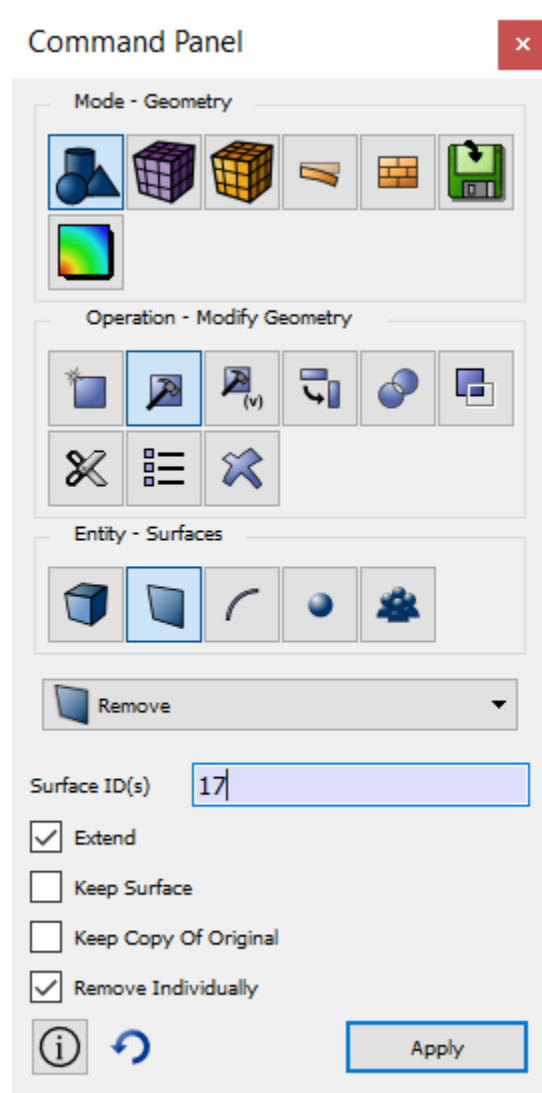 Command Panel
Mode - Geometry
Operation - Modify Geometry
(v)
Entity - Surfaces
Remove
Surface ID(s) 17
Extend
Keep Surface
Keep Copy Of Original
Remove Individually
Apply